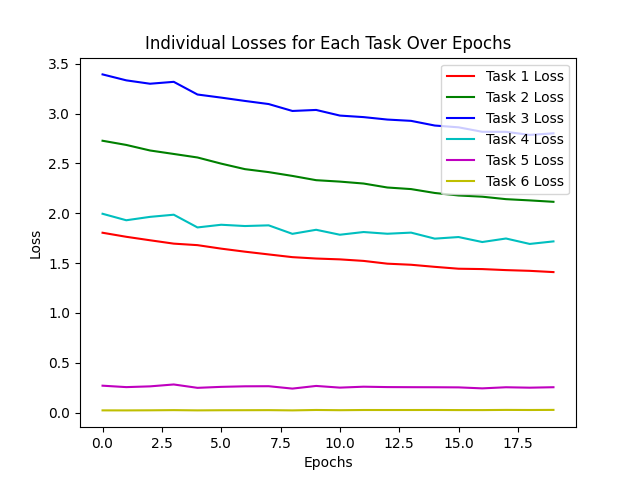 Individual Losses for Each Task Over Epochs
3.5
3.0
2.5
2.0
1.5
1.0
0.5
0.0
Loss
Task 1 Loss
Task 2 Loss
Task 3 Loss
Task 4 Loss
Task 5 Loss
Task 6 Loss
0.0 2.5 5.0 7.5 10.0 12.5 15.0 17.5
Epochs